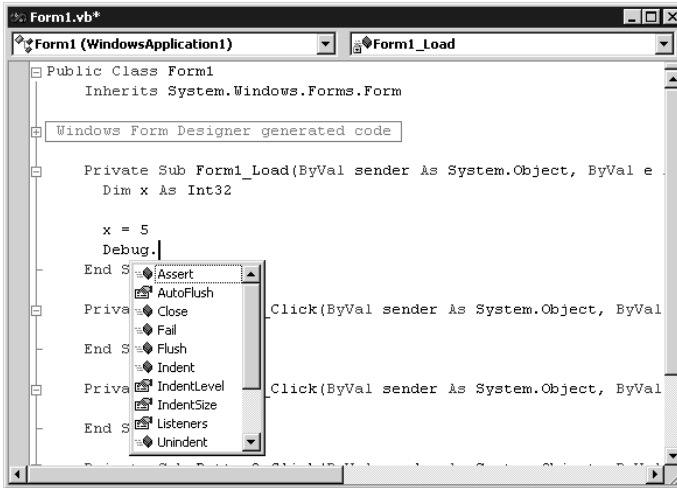 Form1.vb*
Form1 (WindowsApplication1) Form1_Load
Public Class Form1
Inherits System.Windows.Forms.Form
Windows Form Designer generated code
Private Sub Form1_Load(ByVal sender As System.Object, ByVal e
Dim x As Int32
x = 5
Debug.
End S
Assert
AutoFlush
Priva
Close
_Click(ByVal sender As System.Object, ByVal
Fail
End S
Flush
Indent
Priva
IndentLevel
_Click(ByVal sender As System.Object, ByVal
IndentSize
End S
Listeners
Unindent